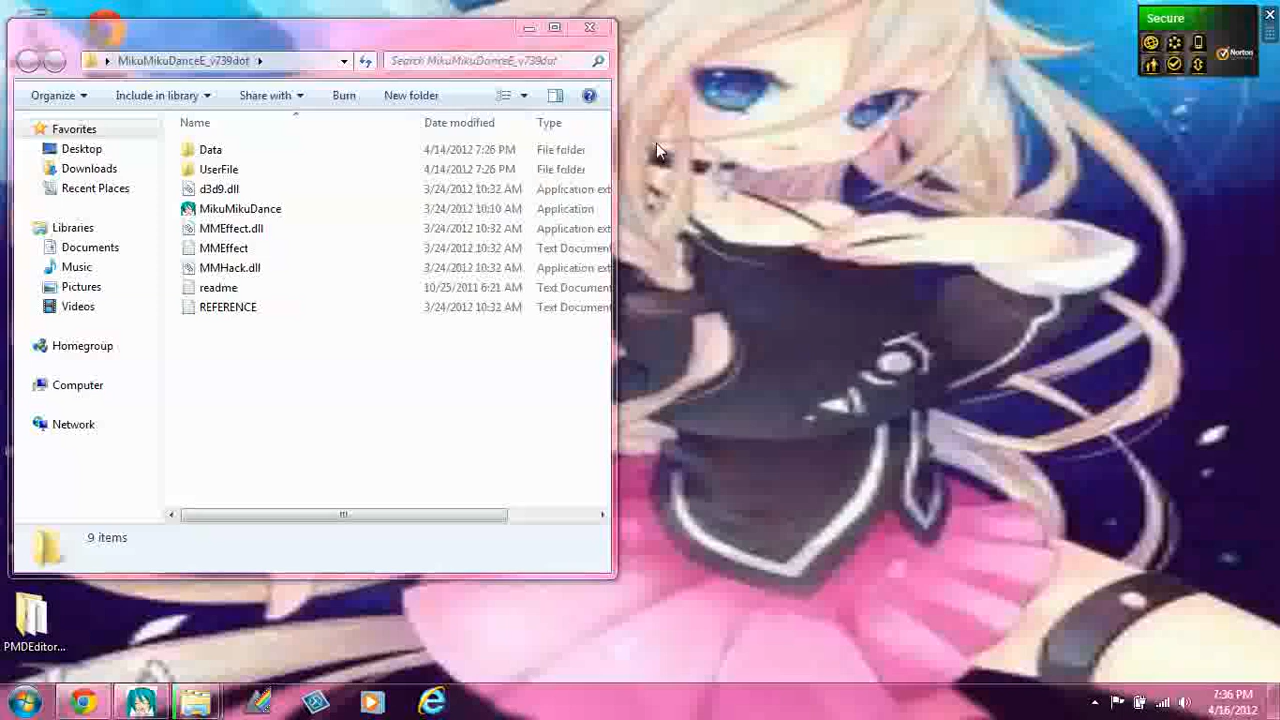 Secure
Norton
MikuMikuDanceE_v739dot
Search MikuMikuDanceE_v739dot
Organize Include in library Share with Burn New folder
Name Date modified Type
Favorites
Desktop
Downloads
Recent Places
Libraries
Documents
Music
Pictures
Videos
Homegroup
Computer
Network
Data 4/14/2012 7:26 PM File folder
UserFile 4/14/2012 7:26 PM File folder
d3d9.dll 3/24/2012 10:32 AM Application ext
MikuMikuDance 3/24/2012 10:10 AM Application
MMEffect.dll 3/24/2012 10:32 AM Application ext
MMEffect 3/24/2012 10:32 AM Text Document
MMHack.dll 3/24/2012 10:32 AM Application ext
readme 10/25/2011 6:21 AM Text Document
REFERENCE 3/24/2012 10:32 AM Text Document
9 items
PMDEditor...
7:36 PM
4/16/2012